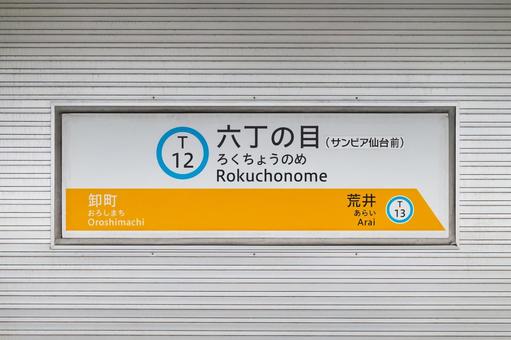 T
12
六丁の目(サンピア仙台前)
ろくちょうのめ
Rokuchonome
卸町
おろしまち
Oroshimachi
荒井
あらい
Arai
T
13